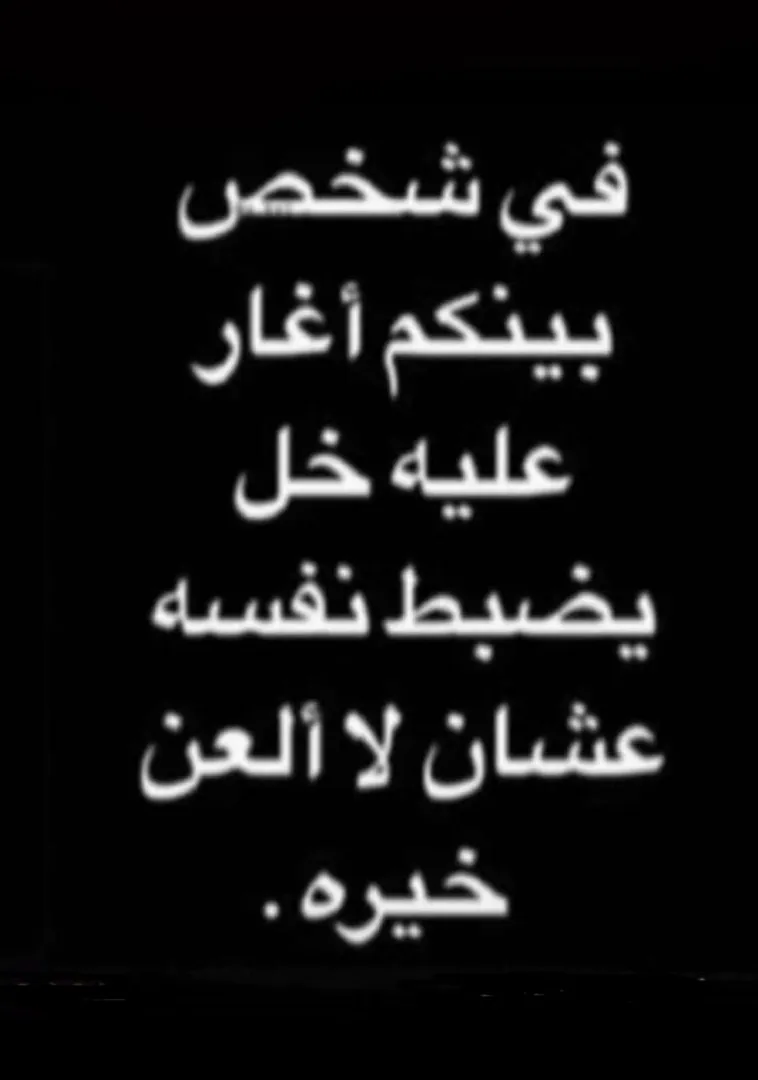 في شخص
بينكم أغار
عليه خل
يضبط نفسه
عشان لا ألعن
خيره .